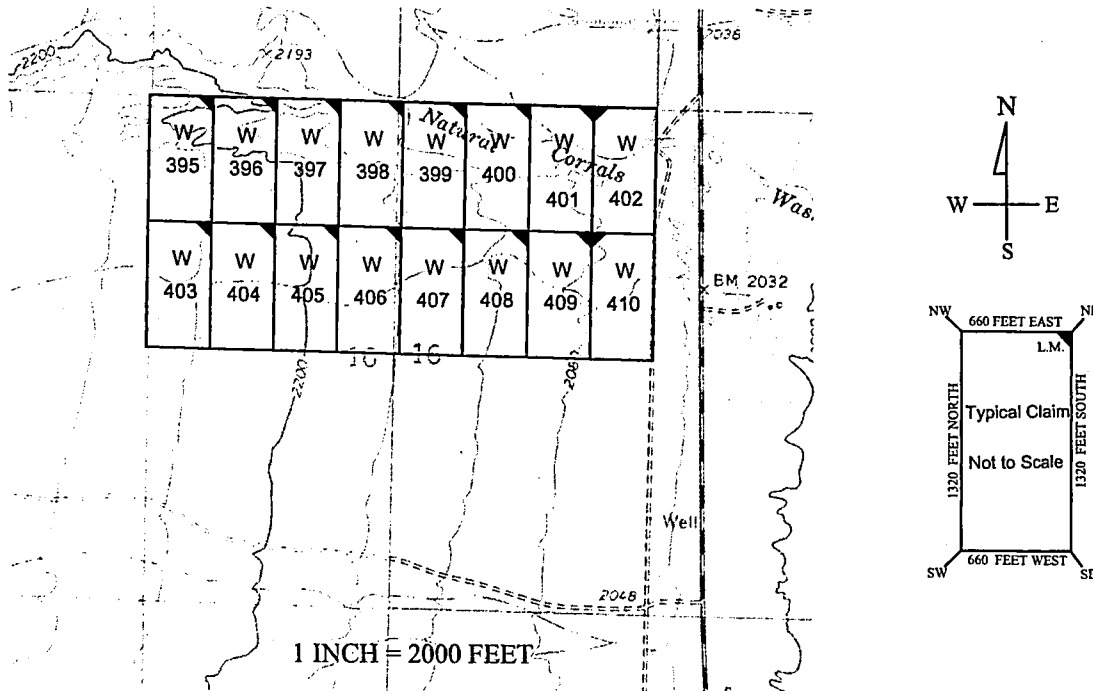 2036
2200
2193
Natural
Corrals
Was.
W
395
W
396
W
397
W
398
W
399
W
400
W
401
W
402
W
403
W
404
W
405
W
406
W
407
W
408
W
409
W
410
BM 2032
16
2200
Well
2048
1 INCH = 2000 FEET
N
W
E
S
NW
660 FEET EAST
L.M.
1320 FEET NORTH
Typical Claim
Not to Scale
1320 FEET SOUTH
SW
660 FEET WEST